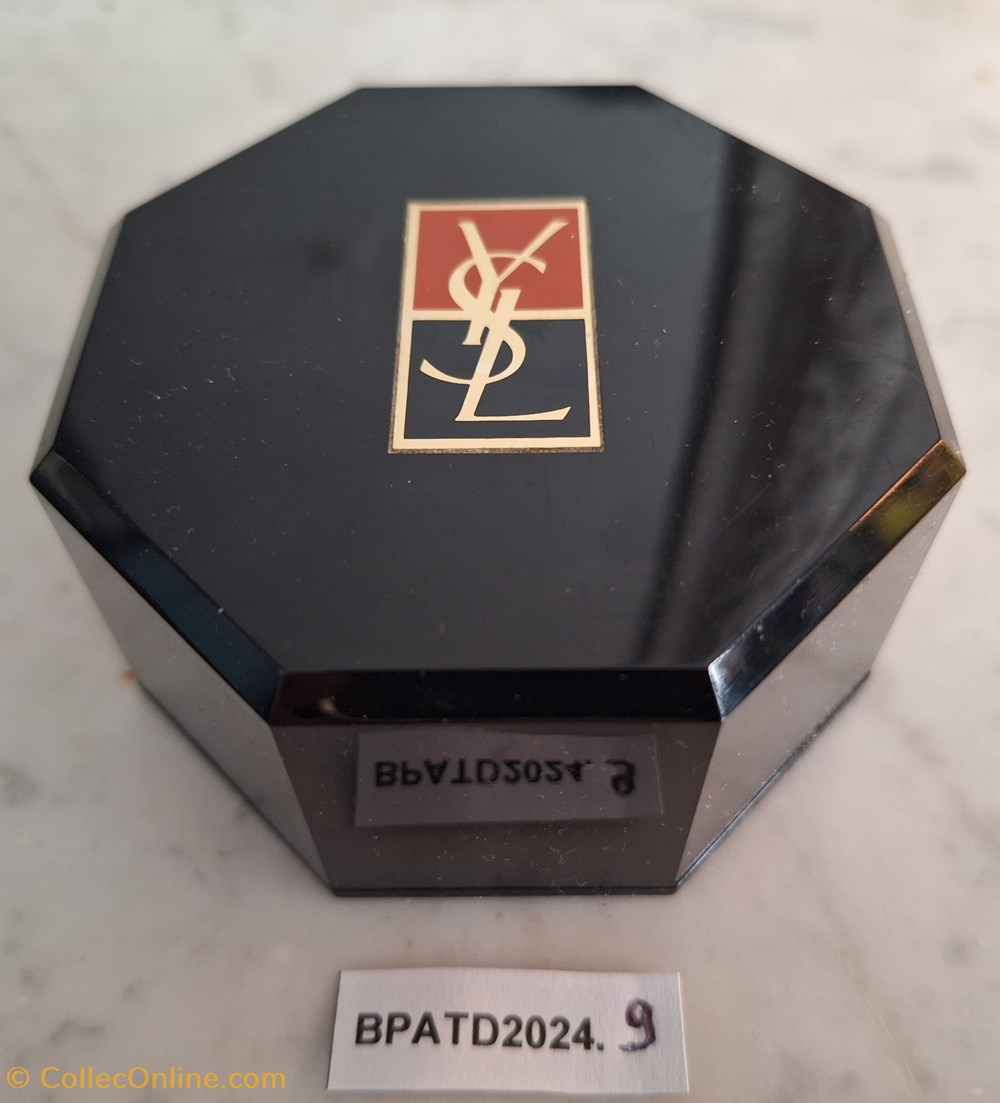 YSL
BPATD2024. 9
BPATD2024. 9
© CollecOnline.com